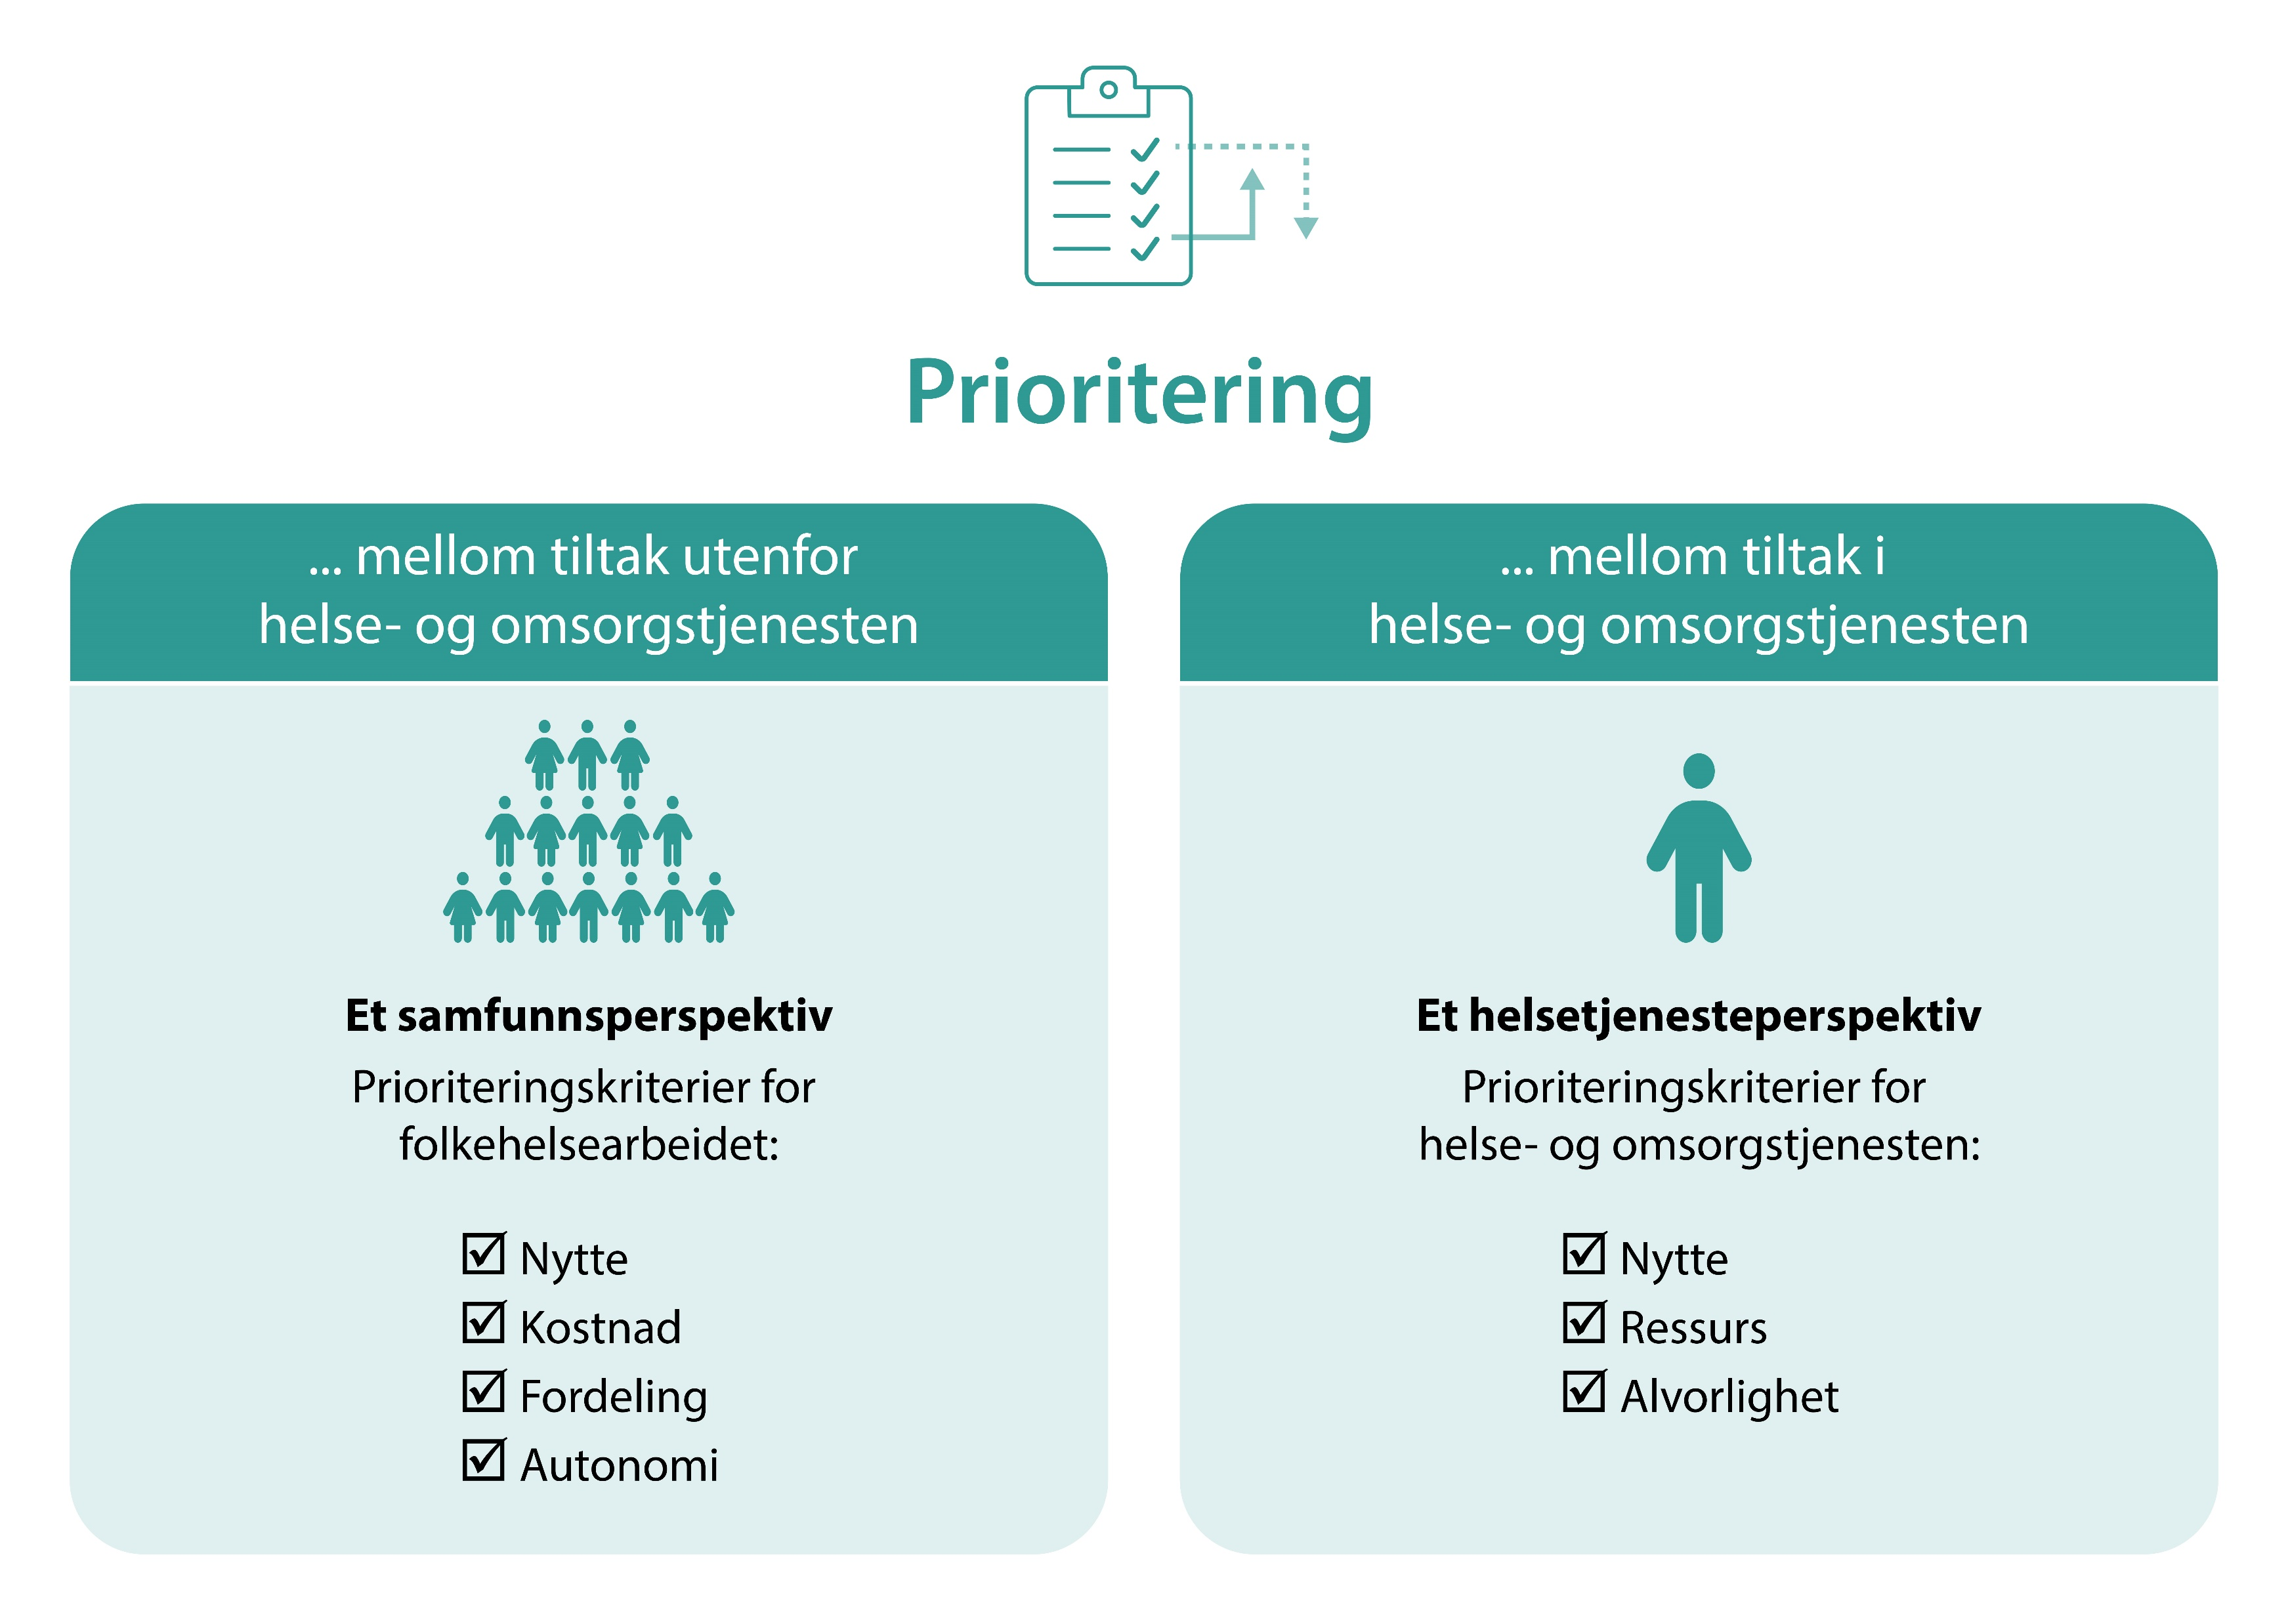 Prioritering
... mellom tiltak utenfor
helse- og omsorgstjenesten
Et samfunnsperspektiv
Prioriteringskriterier for
folkehelsearbeidet:
Nytte
Kostnad
Fordeling
Autonomi
... mellom tiltak i
helse- og omsorgstjenesten
Et helsetjenesteperspektiv
Prioriteringskriterier for
helse- og omsorgstjenesten:
Nytte
Ressurs
Alvorlighet